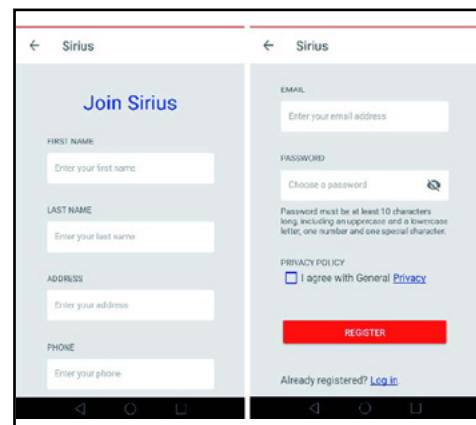 Sirius
Join Sirius
FIRST NAME
Enter your first name
LAST NAME
Enter your last name
ADDRESS
Enter your address
PHONE
Enter your phone
Sirius
EMAIL
Enter your email address
PASSWORD
Choose a password
Password must be at least 10 characters
long, including an uppercase and a lowercase
letter, one number and one special character.
PRIVACY POLICY
I agree with General Privacy
REGISTER
Already registered? Log in.